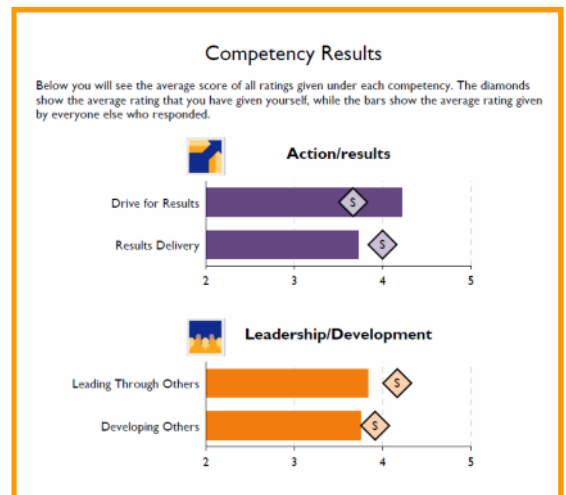 Competency Results
Below you will see the average score of all ratings given under each competency. The diamonds
show the average rating that you have given yourself, while the bars show the average rating given
by everyone else who responded.
Action/results
Drive for Results
S
Results Delivery
S
2 3 4 5
Leadership/Development
Leading Through Others
S
Developing Others
S
2 3 4 5